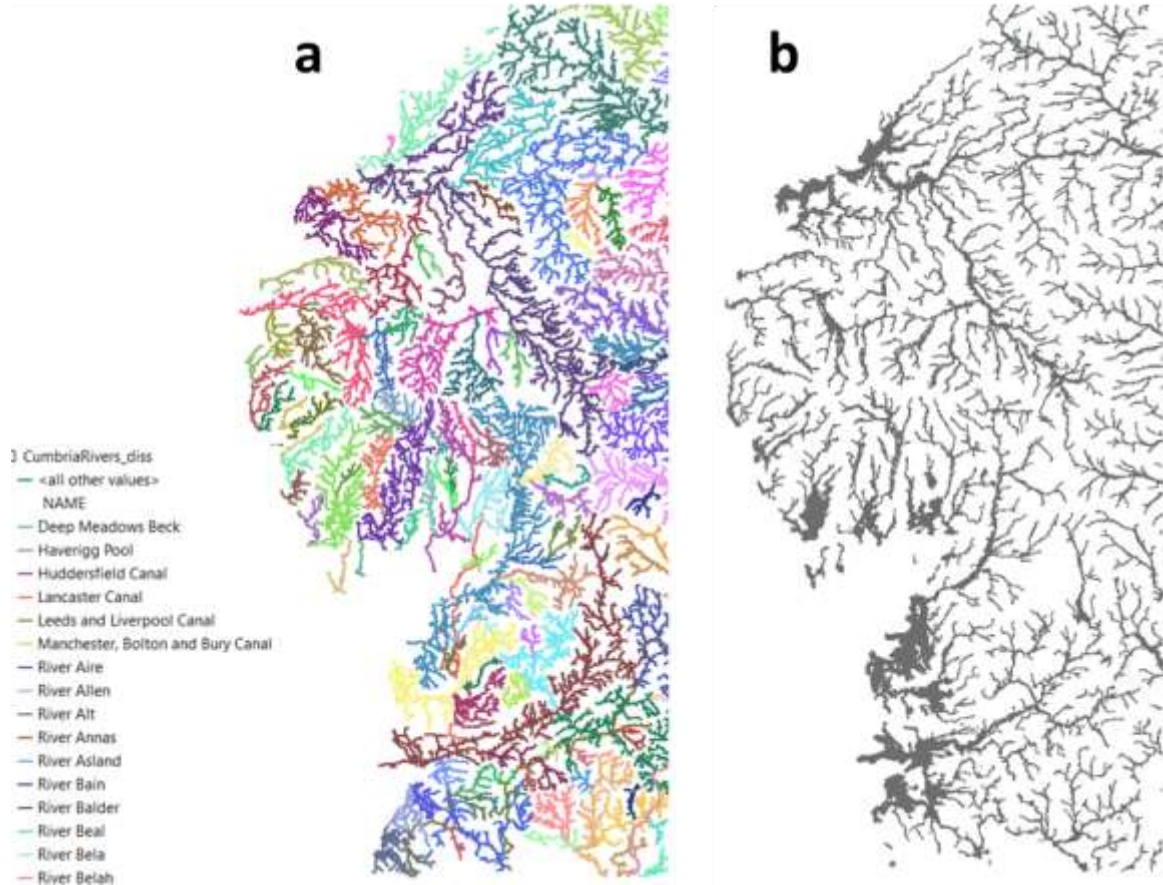 a
b
CumbriaRivers_diss
<all other values>
NAME
Deep Meadows Beck
Haverigg Pool
Huddersfield Canal
Lancaster Canal
Leeds and Liverpool Canal
Manchester, Bolton and Bury Canal
River Aire
River Allen
River Alt
River Annas
River Asland
River Bain
River Balder
River Beal
River Bela
River Belah